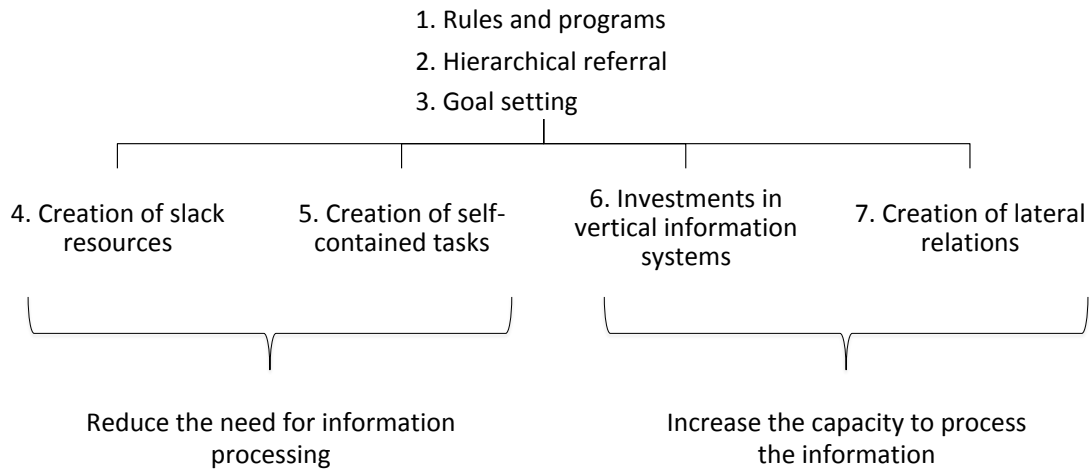 1. Rules and programs
2. Hierarchical referral
3. Goal setting
4. Creation of slack
resources
5. Creation of self-
contained tasks
6. Investments in
vertical information
systems
7. Creation of lateral
relations
Reduce the need for information
processing
Increase the capacity to process
the information